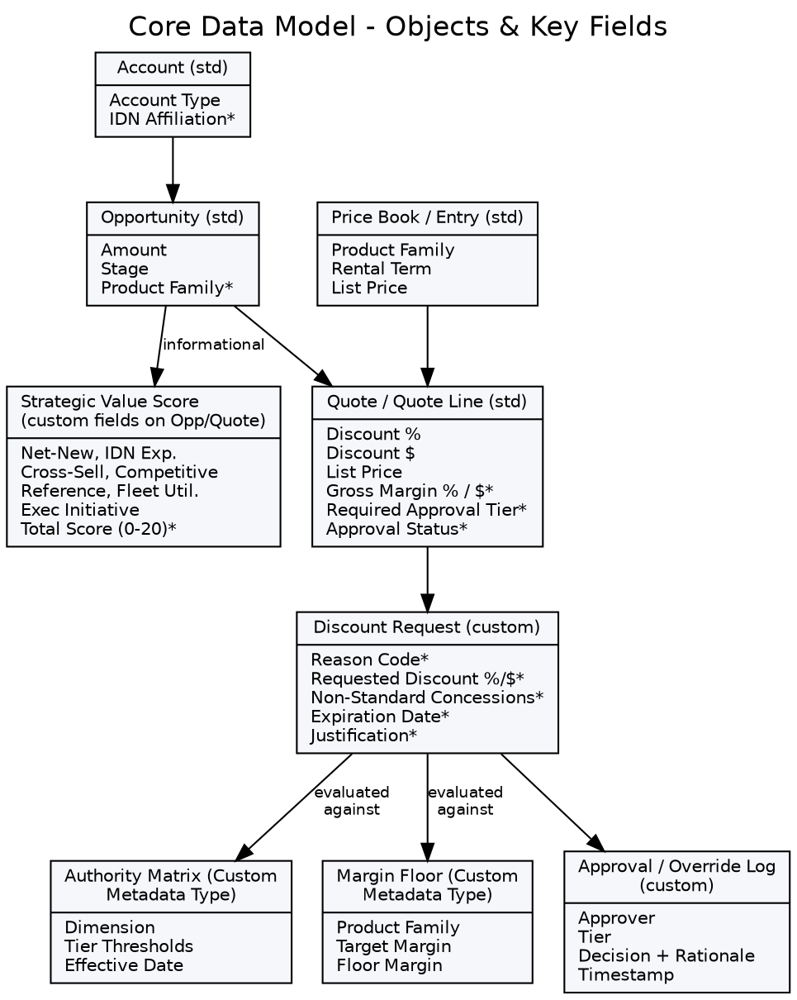 Core Data Model - Objects & Key Fields
Account (std)
Account Type
IDN Affiliation*
Opportunity (std)
Amount
Stage
Product Family*
Price Book / Entry (std)
Product Family
Rental Term
List Price
informational
Strategic Value Score
(custom fields on Opp/Quote)
Net-New, IDN Exp.
Cross-Sell, Competitive
Reference, Fleet Util.
Exec Initiative
Total Score (0-20)*
Quote / Quote Line (std)
Discount %
Discount $
List Price
Gross Margin % / $*
Required Approval Tier*
Approval Status*
Discount Request (custom)
Reason Code*
Requested Discount %/$*
Non-Standard Concessions*
Expiration Date*
Justification*
evaluated
against
evaluated
against
Authority Matrix (Custom
Metadata Type)
Dimension
Tier Thresholds
Effective Date
Margin Floor (Custom
Metadata Type)
Product Family
Target Margin
Floor Margin
Approval / Override Log
(custom)
Approver
Tier
Decision + Rationale
Timestamp